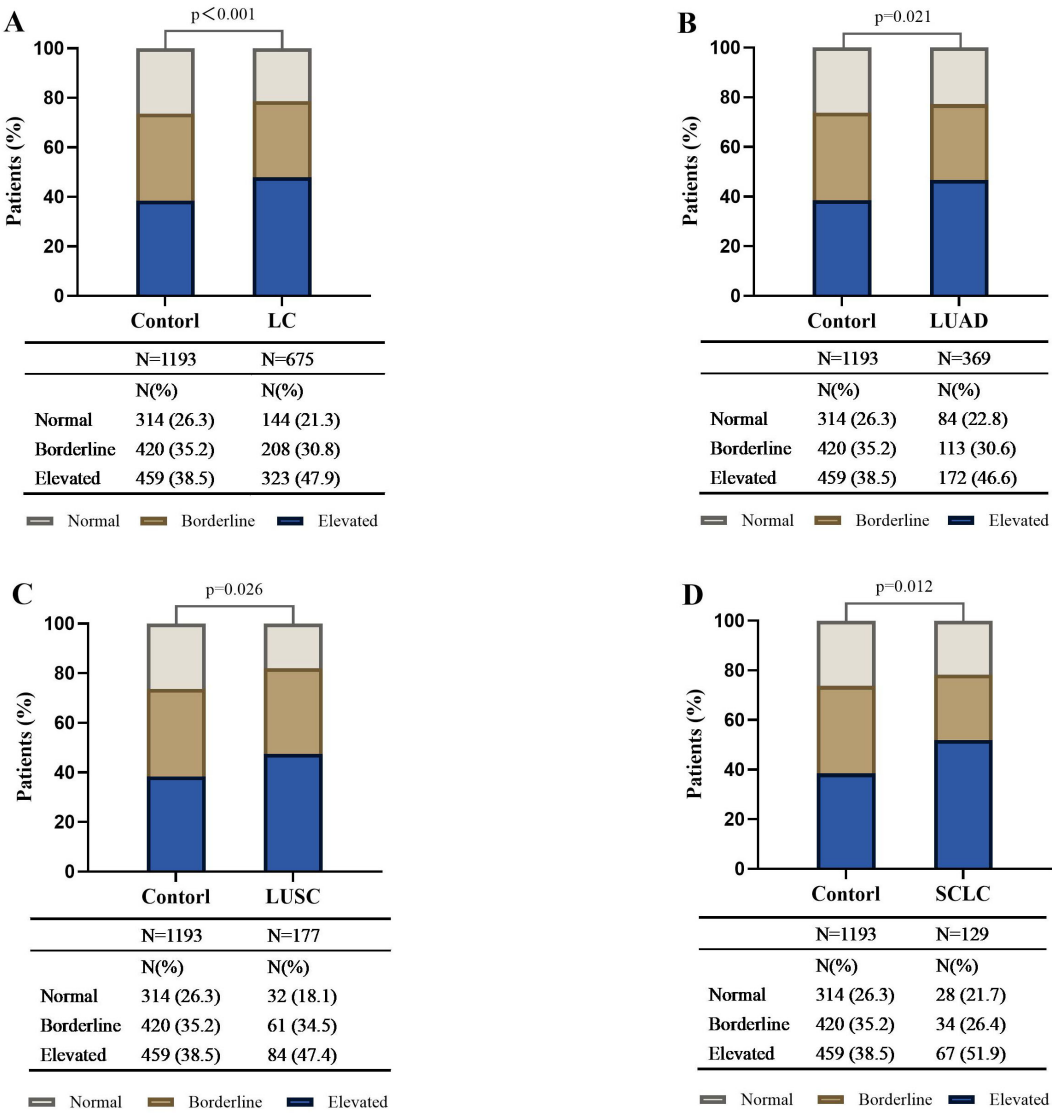 A
p＜0.001
Patients (%)
100
80
60
40
20
0
Contorl LC
N=1193 N=675
N(%) N(%)
Normal 314 (26.3) 144 (21.3)
Borderline 420 (35.2) 208 (30.8)
Elevated 459 (38.5) 323 (47.9)
Normal Borderline Elevated
B
p=0.021
Patients (%)
100
80
60
40
20
0
Contorl LUAD
N=1193 N=369
N(%) N(%)
Normal 314 (26.3) 84 (22.8)
Borderline 420 (35.2) 113 (30.6)
Elevated 459 (38.5) 172 (46.6)
Normal Borderline Elevated
C
p=0.026
Patients (%)
100
80
60
40
20
0
Contorl LUSC
N=1193 N=177
N(%) N(%)
Normal 314 (26.3) 32 (18.1)
Borderline 420 (35.2) 61 (34.5)
Elevated 459 (38.5) 84 (47.4)
Normal Borderline Elevated
D
p=0.012
Patients (%)
100
80
60
40
20
0
Contorl SCLC
N=1193 N=129
N(%) N(%)
Normal 314 (26.3) 28 (21.7)
Borderline 420 (35.2) 34 (26.4)
Elevated 459 (38.5) 67 (51.9)
Normal Borderline Elevated